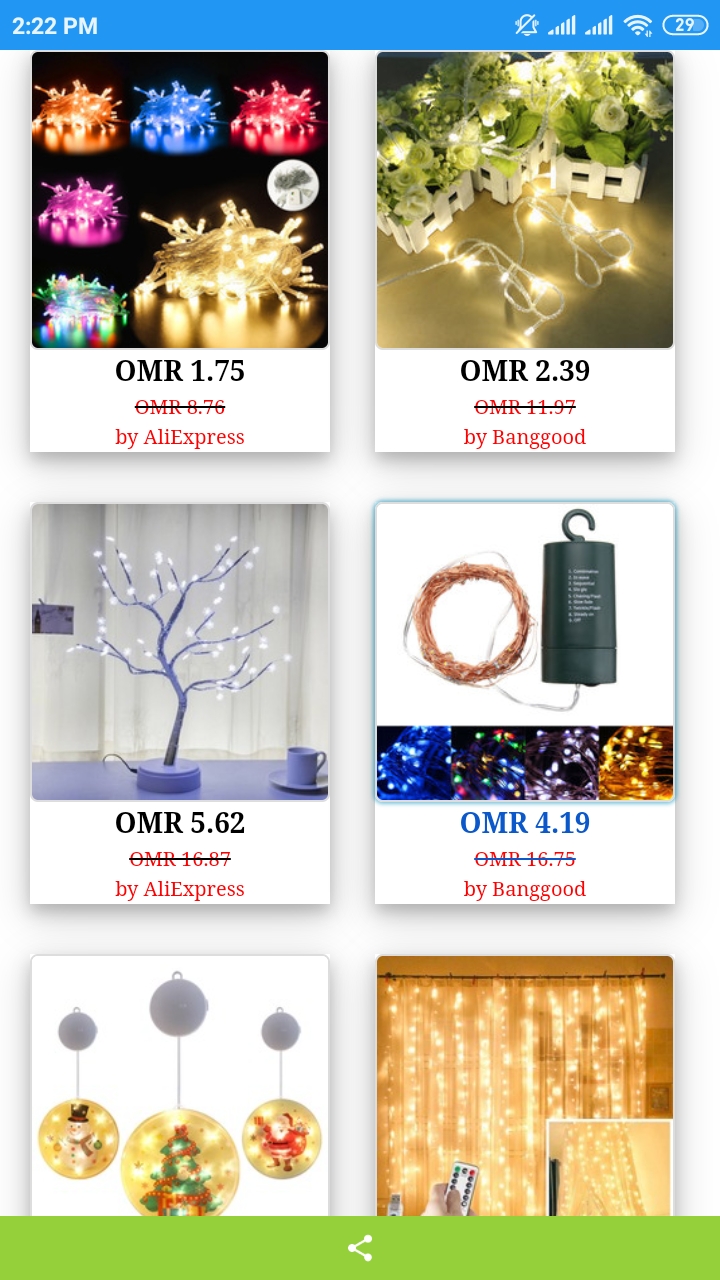 2:22 PM
29
OMR 1.75
OMR 8.76
by AliExpress
OMR 2.39
OMR 11.97
by Banggood
OMR 5.62
OMR 16.87
by AliExpress
OMR 4.19
OMR 16.75
by Banggood